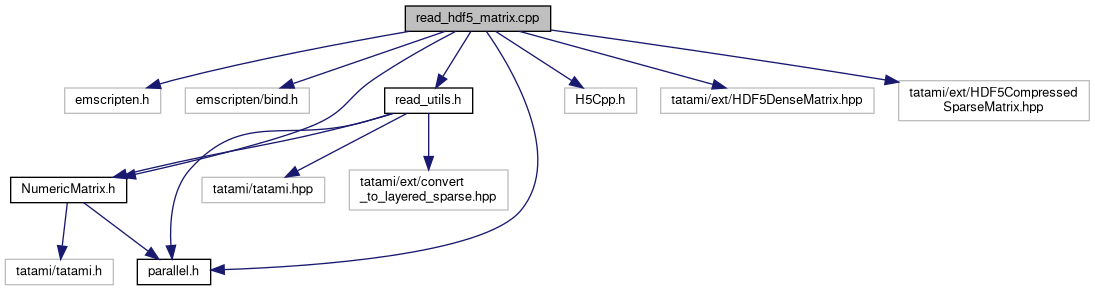 read_hdf5_matrix.cpp
emscripten.h
emscripten/bind.h
read_utils.h
H5Cpp.h
tatami/ext/HDF5DenseMatrix.hpp
tatami/ext/HDF5Compressed
SparseMatrix.hpp
NumericMatrix.h
tatami/tatami.hpp
tatami/ext/convert
_to_layered_sparse.hpp
tatami/tatami.h
parallel.h